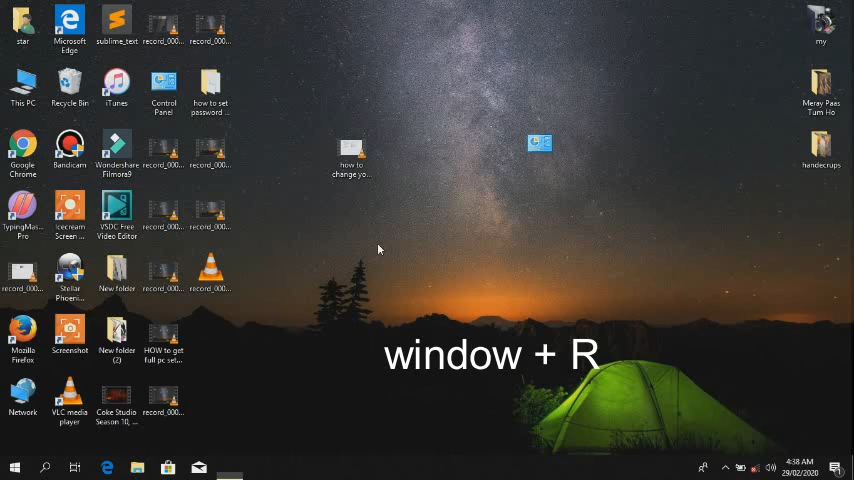 star
Microsoft Edge
sublime_text
record_000...
record_000...
my
This PC
Recycle Bin
iTunes
Control Panel
how to set password ...
Meray Paas Tum Ho
Google Chrome
Bandicam
Wondershare Filmora9
record_000...
record_000...
how to change yo...
handecrups
TypingMas... Pro
Icecream Screen ...
VSDC Free Video Editor
record_000...
record_000...
record_000...
Stellar Phoeni...
New folder
record_000...
record_000...
Mozilla Firefox
Screenshot
New folder (2)
HOW to get full pc set...
window + R
Network
VLC media player
Coke Studio Season 10, ...
record_000...
4:38 AM
29/02/2020
1